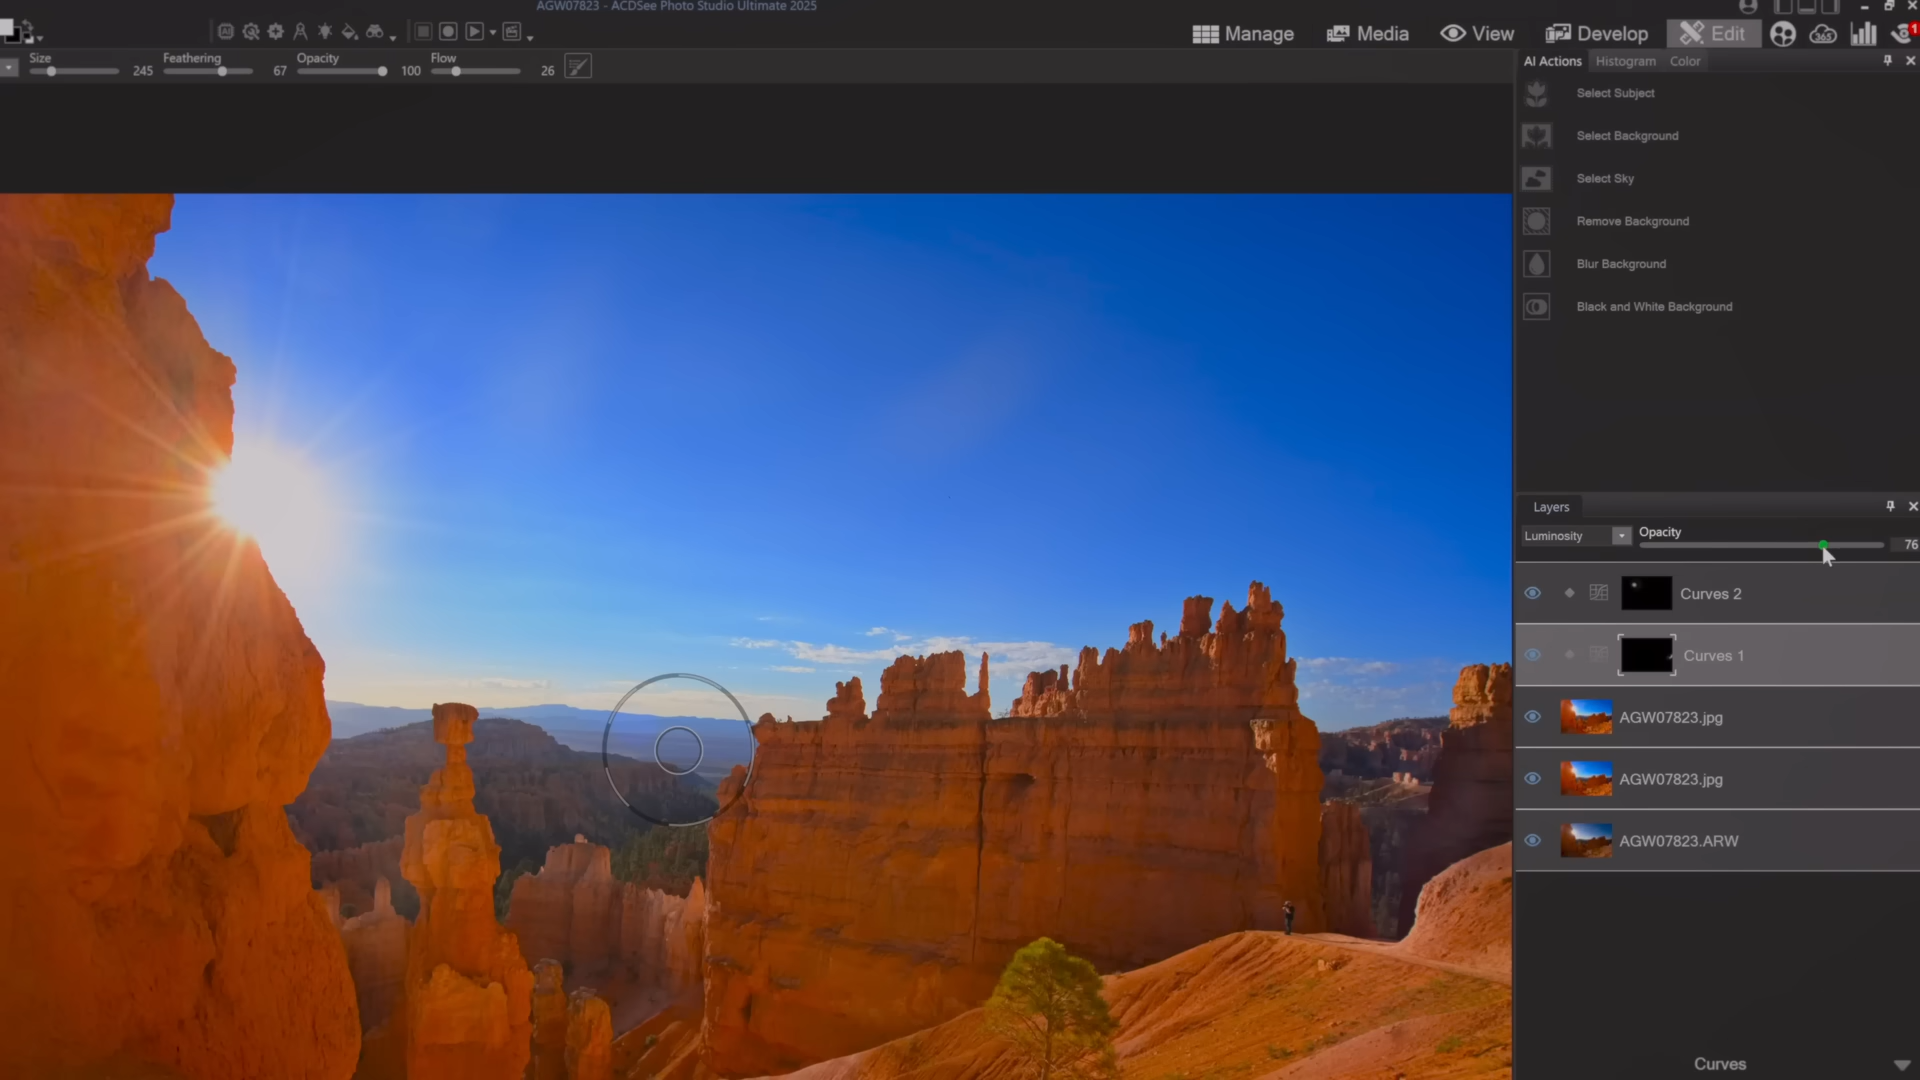 AGW07823 - ACDSee Photo Studio Ultimate 2025
Manage
Media
View
Develop
Edit
365
1
Size
245
Feathering
67
Opacity
100
Flow
26
AI Actions
Histogram
Color
Select Subject
Select Background
Select Sky
Remove Background
Blur Background
Black and White Background
Layers
Luminosity
Opacity
76
Curves 2
Curves 1
AGW07823.jpg
AGW07823.jpg
AGW07823.ARW
Curves